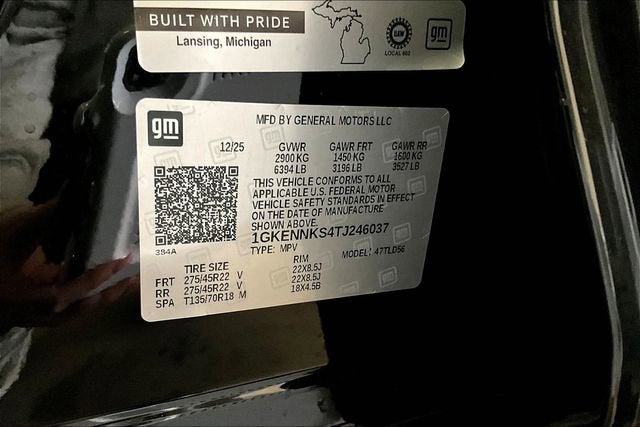 BUILT WITH PRIDE
Lansing, Michigan
UAW
LOCAL 602
gm
gm
MFD BY GENERAL MOTORS LLC
12/25 GVWR GAWR FRT GAWR RR
2900 KG 1450 KG 1600 KG
6394 LB 3196 LB 3527 LB
THIS VEHICLE CONFORMS TO ALL
APPLICABLE U.S. FEDERAL MOTOR
VEHICLE SAFETY STANDARDS IN EFFECT
ON THE DATE OF MANUFACTURE
SHOWN ABOVE.
1GKENNKS4TJ246037
TYPE: MPV MODEL: 47TLD56
3S4A
TIRE SIZE RIM
FRT 275/45R22 V 22X8.5J
RR 275/45R22 V 22X8.5J
SPA T135/70R18 M 18X4.5B